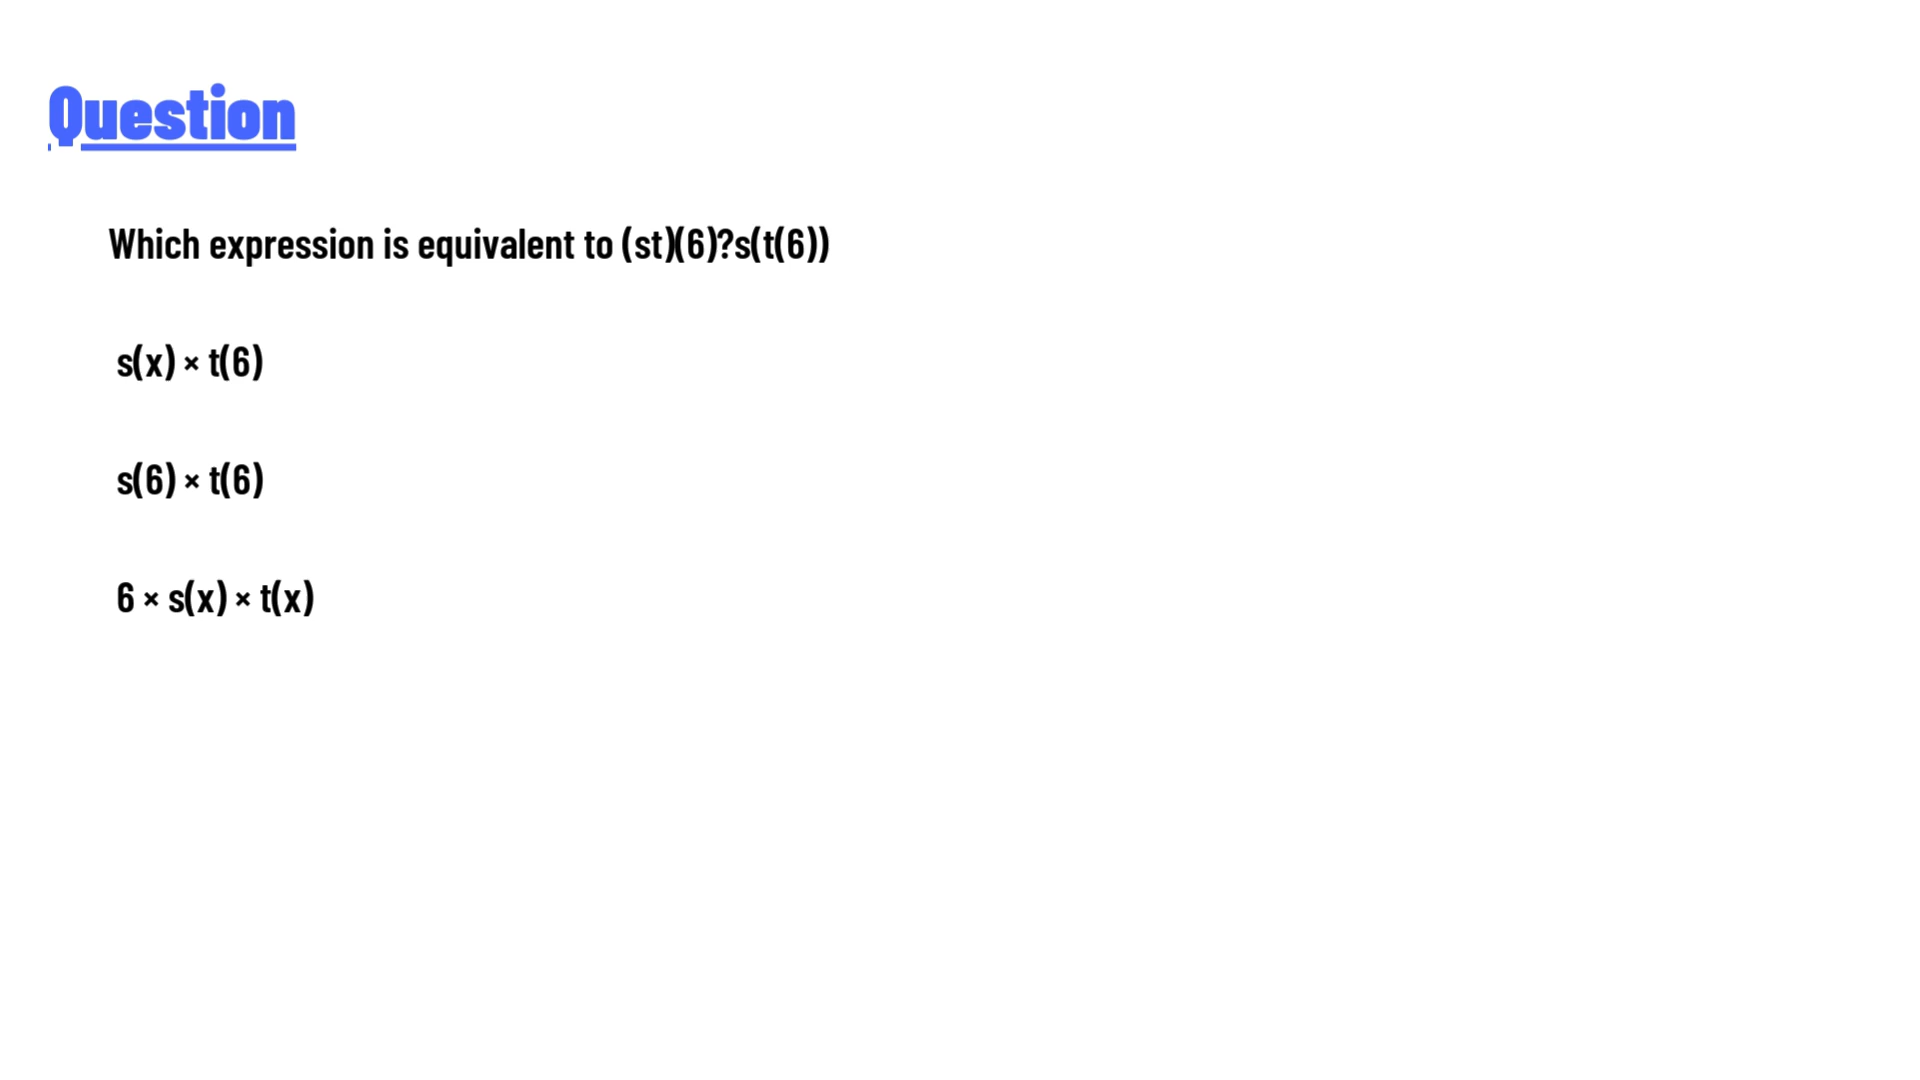 Question
Which expression is equivalent to (st)(6)?s(t(6))
s(x) × t(6)
s(6) × t(6)
6 × s(x) × t(x)